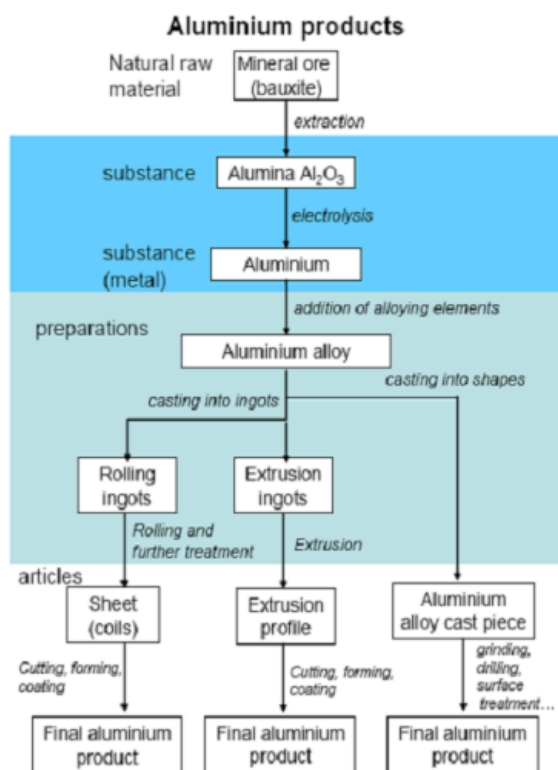 Aluminium products
Natural raw
material
Mineral ore
(bauxite)
extraction
substance
Alumina Al₂O₃
electrolysis
substance
(metal)
Aluminium
addition of alloying elements
preparations
Aluminium alloy
casting into shapes
casting into ingots
Rolling
ingots
Extrusion
ingots
Rolling and
further treatment
Extrusion
articles
Sheet
(coils)
Extrusion
profile
Aluminium
alloy cast piece
Cutting, forming,
coating
Cutting, forming,
coating
grinding,
drilling,
surface
treatment...
Final aluminium
product
Final aluminium
product
Final aluminium
product